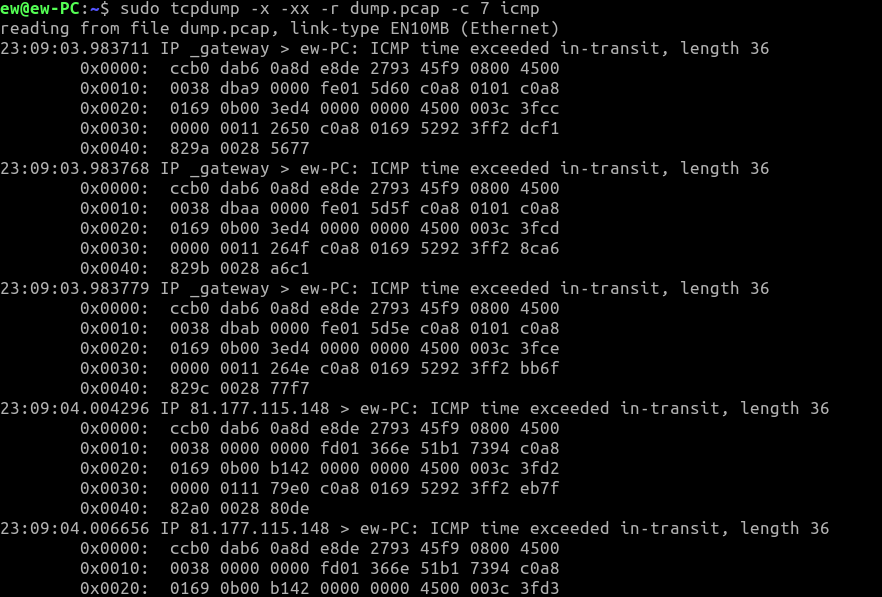 ew@ew-PC:~$ sudo tcpdump -x -xx -r dump.pcap -c 7 icmp
reading from file dump.pcap, link-type EN10MB (Ethernet)
23:09:03.983711 IP _gateway > ew-PC: ICMP time exceeded in-transit, length 36
        0x0000:  ccb0 dab6 0a8d e8de 2793 45f9 0800 4500
        0x0010:  0038 dba9 0000 fe01 5d60 c0a8 0101 c0a8
        0x0020:  0169 0b00 3ed4 0000 0000 4500 003c 3fcc
        0x0030:  0000 0011 2650 c0a8 0169 5292 3ff2 dcf1
        0x0040:  829a 0028 5677
23:09:03.983768 IP _gateway > ew-PC: ICMP time exceeded in-transit, length 36
        0x0000:  ccb0 dab6 0a8d e8de 2793 45f9 0800 4500
        0x0010:  0038 dbaa 0000 fe01 5d5f c0a8 0101 c0a8
        0x0020:  0169 0b00 3ed4 0000 0000 4500 003c 3fcd
        0x0030:  0000 0011 264f c0a8 0169 5292 3ff2 8ca6
        0x0040:  829b 0028 a6c1
23:09:03.983779 IP _gateway > ew-PC: ICMP time exceeded in-transit, length 36
        0x0000:  ccb0 dab6 0a8d e8de 2793 45f9 0800 4500
        0x0010:  0038 dbab 0000 fe01 5d5e c0a8 0101 c0a8
        0x0020:  0169 0b00 3ed4 0000 0000 4500 003c 3fce
        0x0030:  0000 0011 264e c0a8 0169 5292 3ff2 bb6f
        0x0040:  829c 0028 77f7
23:09:04.004296 IP 81.177.115.148 > ew-PC: ICMP time exceeded in-transit, length 36
        0x0000:  ccb0 dab6 0a8d e8de 2793 45f9 0800 4500
        0x0010:  0038 0000 0000 fd01 366e 51b1 7394 c0a8
        0x0020:  0169 0b00 b142 0000 0000 4500 003c 3fd2
        0x0030:  0000 0111 79e0 c0a8 0169 5292 3ff2 eb7f
        0x0040:  82a0 0028 80de
23:09:04.006656 IP 81.177.115.148 > ew-PC: ICMP time exceeded in-transit, length 36
        0x0000:  ccb0 dab6 0a8d e8de 2793 45f9 0800 4500
        0x0010:  0038 0000 0000 fd01 366e 51b1 7394 c0a8
        0x0020:  0169 0b00 b142 0000 0000 4500 003c 3fd3